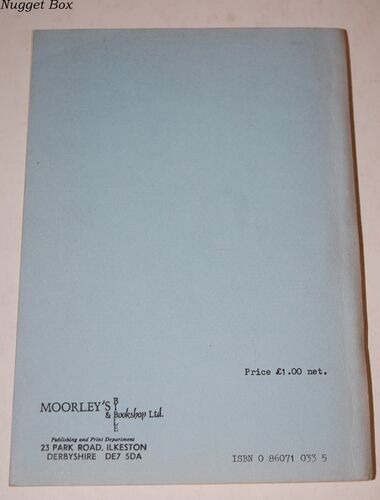 Nugget Box
Price £1.00 net.
MOORLEY'S BIBLE
& Bookshop Ltd.
Publishing and Print Department
23 PARK ROAD, ILKESTON
DERBYSHIRE DE7 5DA
ISBN 0 86071 033 5